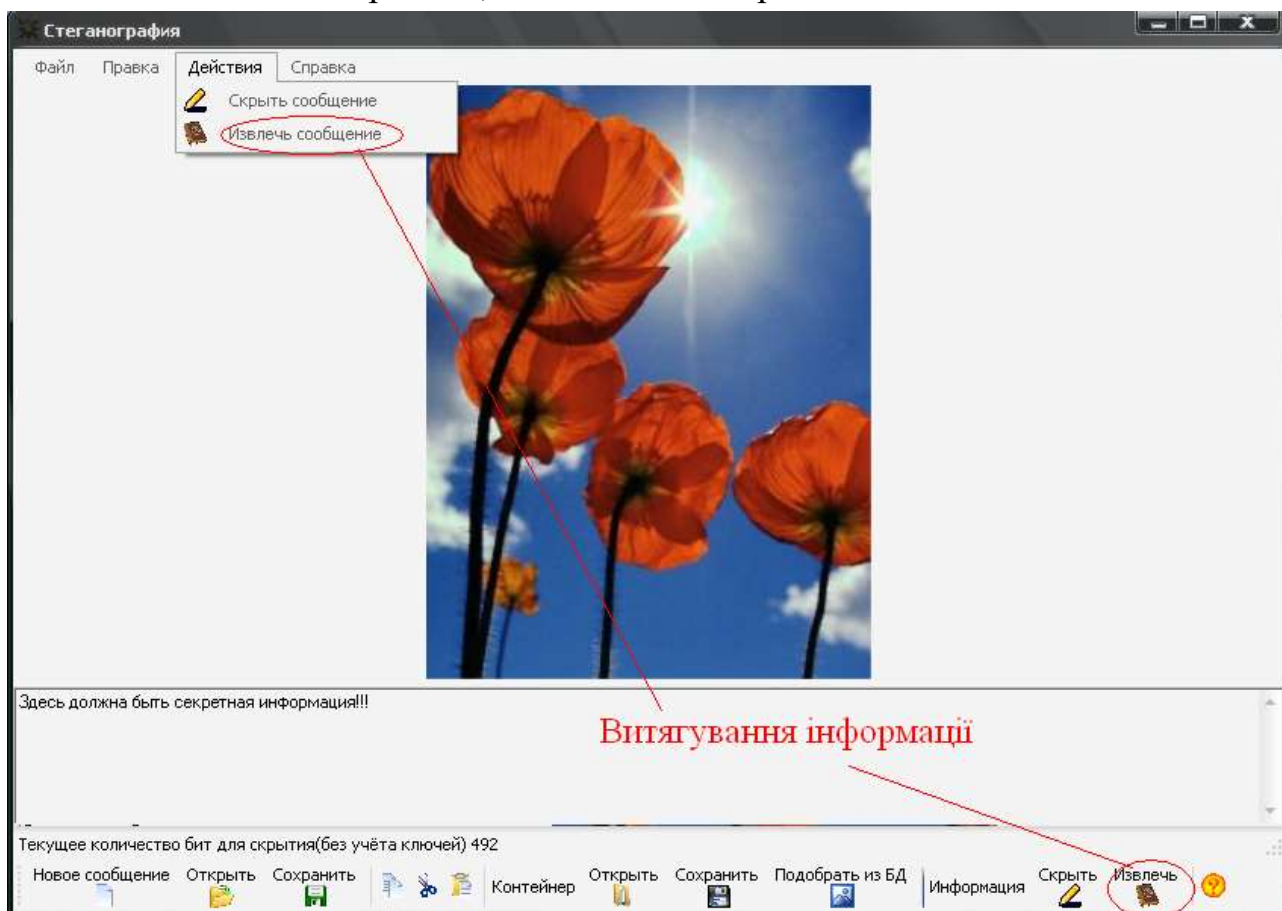 Стеганография
Файл Правка Действия Справка
Скрыть сообщение
Извлечь сообщение
Здесь должна быть секретная информация!!!
Витягування інформації
Текущее количество бит для скрытия(без учёта ключей) 492
Новое сообщение Открыть Сохранить Контейнер Открыть Сохранить Подобрать из БД Информация Скрыть Извлечь